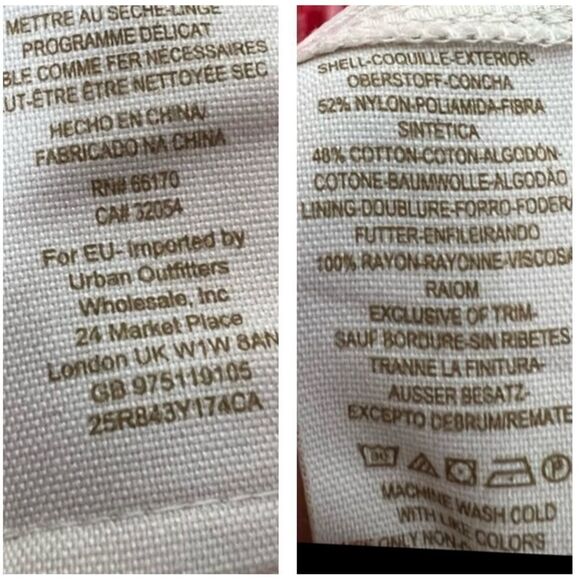 METTRE AU SÈCHE-LINGE
PROGRAMME DÉLICAT
BLE COMME FER NÉCESSAIRES
UT-ÊTRE ÊTRE NETTOYÉE SEC
HECHO EN CHINA/
FABRICADO NA CHINA
RN# 66170
CA# 32054
For EU- Imported by
Urban Outfitters
Wholesale, Inc
24 Market Place
London UK W1W 8AN
GB 975119105
25R843Y174CA
SHELL-COQUILLE-EXTERIOR-
OBERSTOFF-CONCHA
52% NYLON-POLIAMIDA-FIBRA
SINTÉTICA
48% COTTON-COTON-ALGODÓN-
COTONE-BAUMWOLLE-ALGODÃO
LINING-DOUBLURE-FORRO-FODERA
FUTTER-ENFILEIRANDO
100% RAYON-RAYONNE-VISCOSA
RAIOM
EXCLUSIVE OF TRIM-
SAUF BORDURE-SIN RIBETES
TRANNE LA FINITURA-
AUSSER BESATZ-
EXCEPTO DEBRUM/REMATE
MACHINE WASH COLD
WITH LIKE COLORS
ONLY NON-